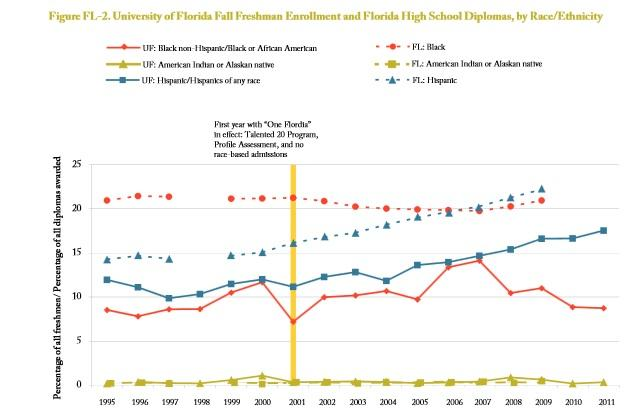 Figure FL-2. University of Florida Fall Freshman Enrollment and Florida High School Diplomas, by Race/Ethnicity
UF: Black non-Hispanic/Black or African American
FL: Black
UF: American Indian or Alaskan native
FL: American Indian or Alaskan native
UF: Hispanic/Hispanics of any race
FL: Hispanic
First year with "One Flordia"
in effect: Talented 20 Program,
Profile Assessment, and no
race-based admissions
Percentage of all freshmen/ Percentage of all diplomas awarded
25
20
15
10
5
0
1995 1996 1997 1998 1999 2000 2001 2002 2003 2004 2005 2006 2007 2008 2009 2010 2011